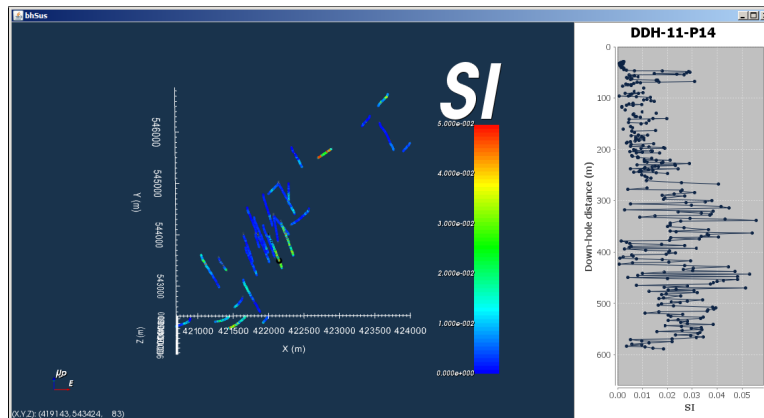 bhSus
SI
5.000e-002
4.000e-002
3.000e-002
2.000e-002
1.000e-002
0.000e+000
546000
545000
544000
543000
Y (m)
Z (m)
421000 421500 422000 422500 423000 423500 424000
X (m)
Up
E
(X,Y,Z): (419143,543424, 83)
DDH-11-P14
0
100
200
300
400
500
600
Down-hole distance (m)
0.00 0.01 0.02 0.03 0.04 0.05
SI